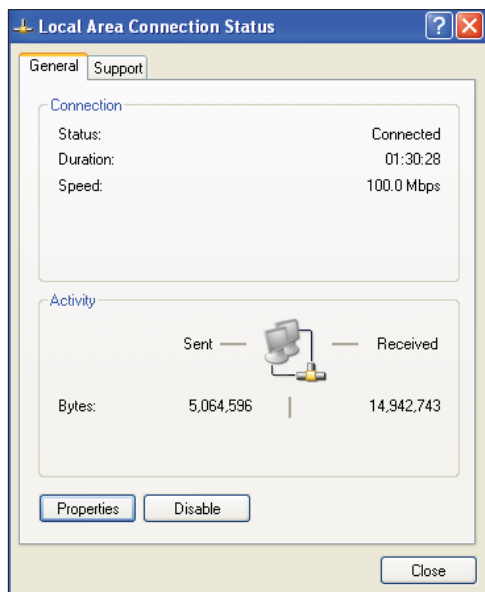 Local Area Connection Status
General Support
Connection
Status: Connected
Duration: 01:30:28
Speed: 100.0 Mbps
Activity
Sent Received
Bytes: 5,064,596 14,942,743
Properties Disable
Close